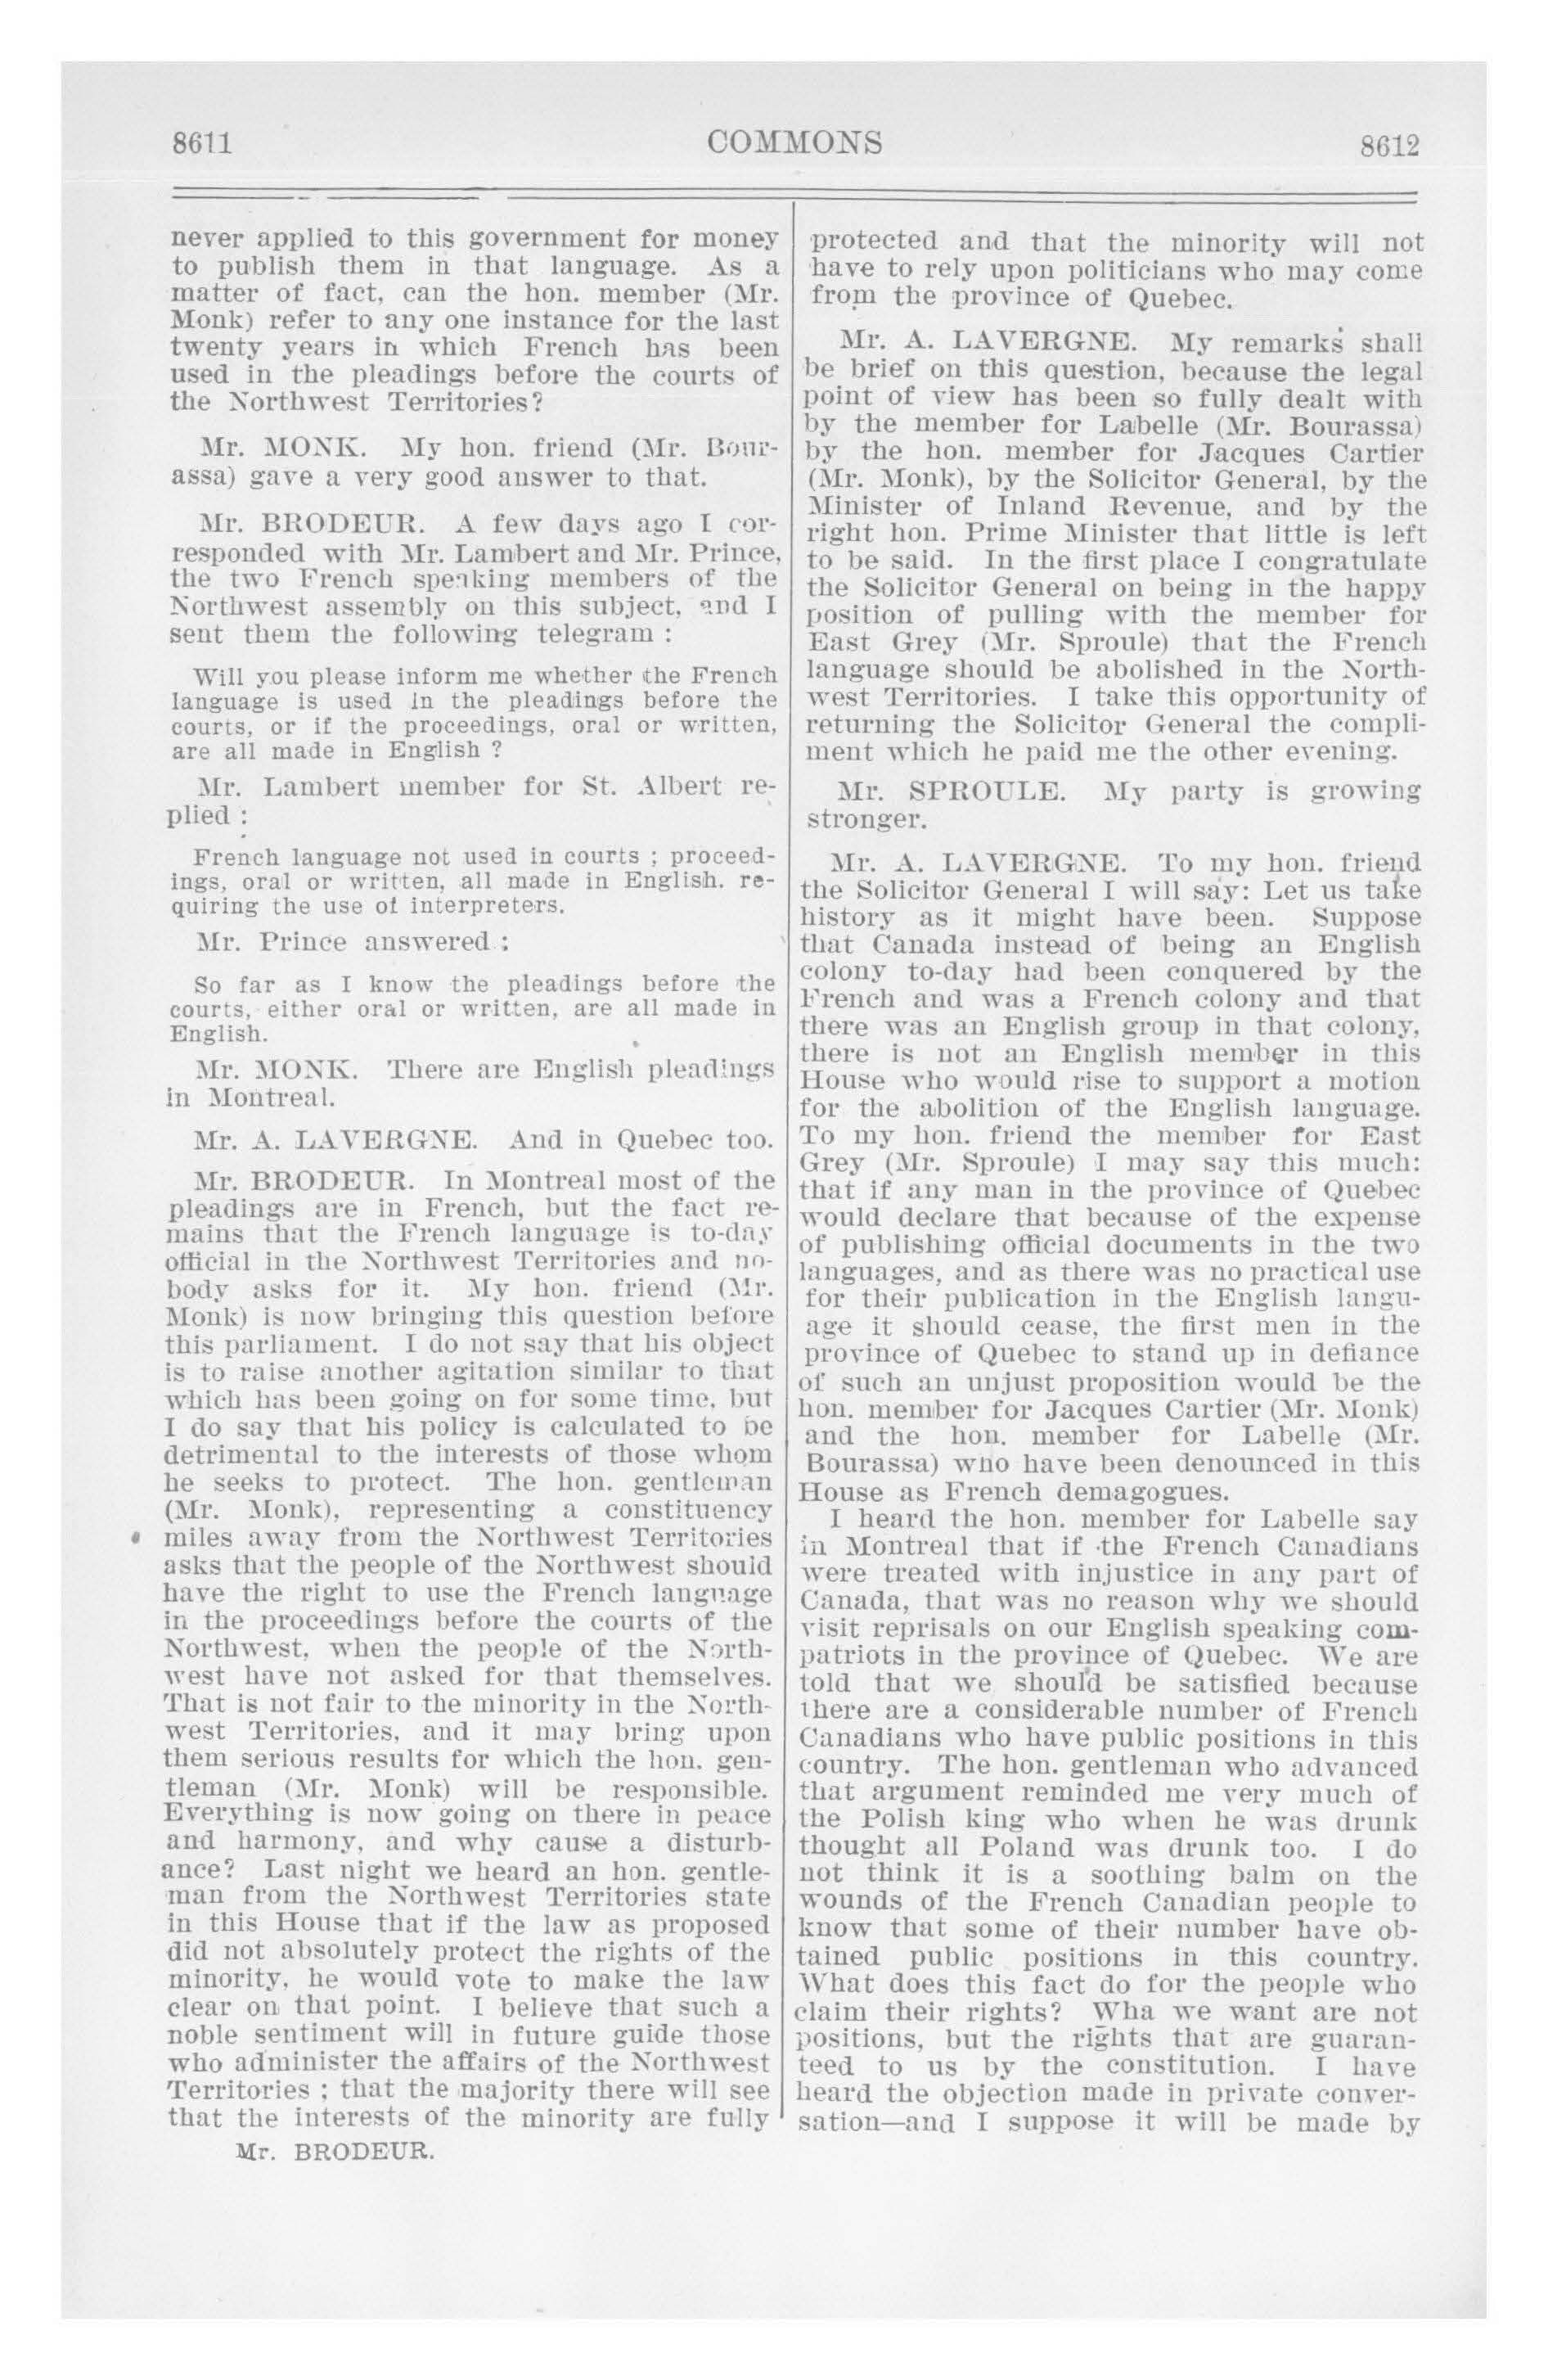 8611
COMMONS
8612
never applied to this government for money
to publish them in that language. As a
matter of fact, can the hon. member (Mr.
Monk) refer to any one instance for the last
twenty years in which French has been
used in the pleadings before the courts of
the Northwest Territories?
Mr. MONK. My hon. friend (Mr. Bour-
assa) gave a very good answer to that.
Mr. BRODEUR. A few days ago I cor-
responded with Mr. Lambert and Mr. Prince,
the two French speaking members of the
Northwest assembly on this subject, and I
sent them the following telegram :
Will you please inform me whether the French
language is used in the pleadings before the
courts, or if the proceedings, oral or written,
are all made in English ?
Mr. Lambert member for St. Albert re-
plied :
French language not used in courts ; proceed-
ings, oral or written, all made in English. re-
quiring the use of interpreters.
Mr. Prince answered :
So far as I know the pleadings before the
courts, either oral or written, are all made in
English.
Mr. MONK. There are English pleadings
in Montreal.
Mr. A. LAVERGNE. And in Quebec too.
Mr. BRODEUR. In Montreal most of the
pleadings are in French, but the fact re-
mains that the French language is to-day
official in the Northwest Territories and no-
body asks for it. My hon. friend (Mr.
Monk) is now bringing this question before
this parliament. I do not say that his object
is to raise another agitation similar to that
which has been going on for some time, but
I do say that his policy is calculated to be
detrimental to the interests of those whom
he seeks to protect. The hon. gentleman
(Mr. Monk), representing a constituency
miles away from the Northwest Territories
asks that the people of the Northwest should
have the right to use the French language
in the proceedings before the courts of the
Northwest, when the people of the North-
west have not asked for that themselves.
That is not fair to the minority in the North-
west Territories, and it may bring upon
them serious results for which the hon. gen-
tleman (Mr. Monk) will be responsible.
Everything is now going on there in peace
and harmony, and why cause a disturb-
ance? Last night we heard an hon. gentle-
man from the Northwest Territories state
in this House that if the law as proposed
did not absolutely protect the rights of the
minority, he would vote to make the law
clear on that point. I believe that such a
noble sentiment will in future guide those
who administer the affairs of the Northwest
Territories ; that the majority there will see
that the interests of the minority are fully
Mr. BRODEUR.
protected and that the minority will not
have to rely upon politicians who may come
from the province of Quebec.
Mr. A. LAVERGNE. My remarks shall
be brief on this question, because the legal
point of view has been so fully dealt with
by the member for Labelle (Mr. Bourassa)
by the hon. member for Jacques Cartier
(Mr. Monk), by the Solicitor General, by the
Minister of Inland Revenue, and by the
right hon. Prime Minister that little is left
to be said. In the first place I congratulate
the Solicitor General on being in the happy
position of pulling with the member for
East Grey (Mr. Sproule) that the French
language should be abolished in the North-
west Territories. I take this opportunity of
returning the Solicitor General the compli-
ment which he paid me the other evening.
Mr. SPROULE. My party is growing
stronger.
Mr. A. LAVERGNE. To my hon. friend
the Solicitor General I will say: Let us take
history as it might have been. Suppose
that Canada instead of being an English
colony to-day had been conquered by the
French and was a French colony and that
there was an English group in that colony,
there is not an English member in this
House who would rise to support a motion
for the abolition of the English language.
To my hon. friend the member for East
Grey (Mr. Sproule) I may say this much:
that if any man in the province of Quebec
would declare that because of the expense
of publishing official documents in the two
languages, and as there was no practical use
for their publication in the English langu-
age it should cease, the first men in the
province of Quebec to stand up in defiance
of such an unjust proposition would be the
hon. member for Jacques Cartier (Mr. Monk)
and the hon. member for Labelle (Mr.
Bourassa) who have been denounced in this
House as French demagogues.
I heard the hon. member for Labelle say
in Montreal that if the French Canadians
were treated with injustice in any part of
Canada, that was no reason why we should
visit reprisals on our English speaking com-
patriots in the province of Quebec. We are
told that we should be satisfied because
there are a considerable number of French
Canadians who have public positions in this
country. The hon. gentleman who advanced
that argument reminded me very much of
the Polish king who when he was drunk
thought all Poland was drunk too. I do
not think it is a soothing balm on the
wounds of the French Canadian people to
know that some of their number have ob-
tained public positions in this country.
What does this fact do for the people who
claim their rights? Wha we want are not
positions, but the rights that are guaran-
teed to us by the constitution. I have
heard the objection made in private conver-
sation—and I suppose it will be made by